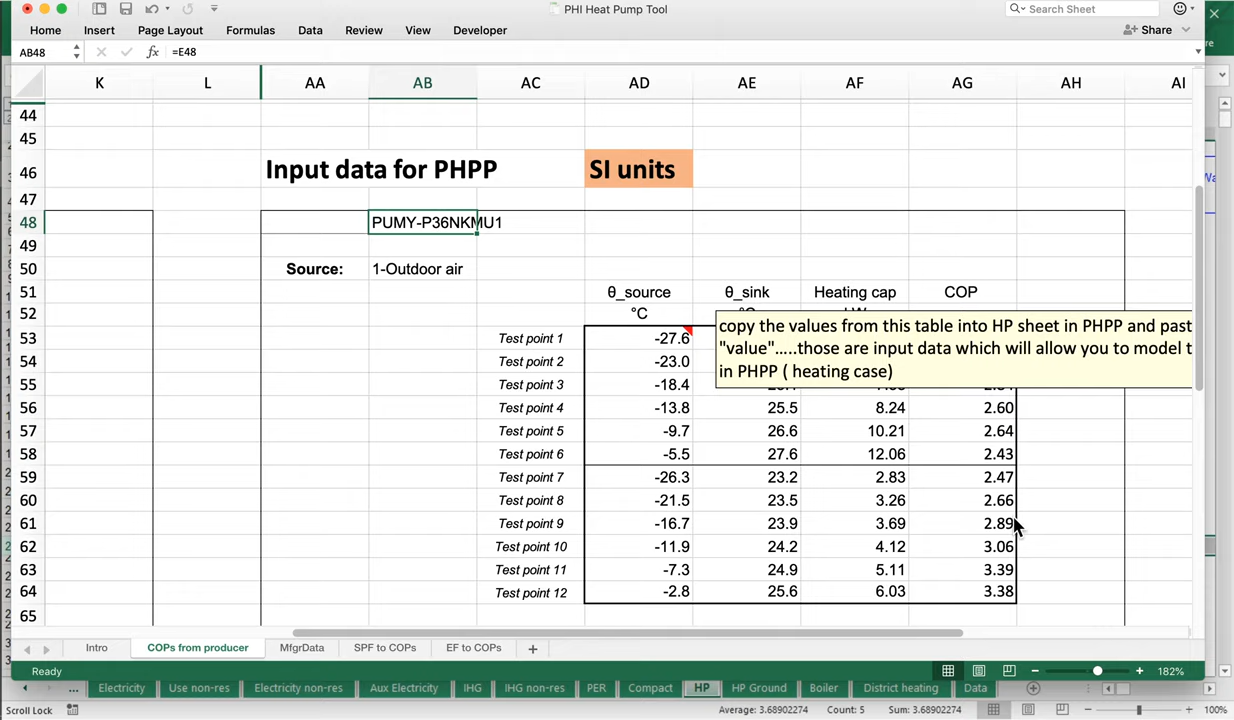 PHI Heat Pump Tool
Search Sheet
Home Insert Page Layout Formulas Data Review View Developer
Share
AB48 fx =E48
K L AA AB AC AD AE AF AG AH AI
44
45
46 Input data for PHPP SI units
47
48 PUMY-P36NKMU1
49
50 Source: 1-Outdoor air
51 θ_source θ_sink Heating cap COP
52 °C
53 Test point 1 -27.6
copy the values from this table into HP sheet in PHPP and past
"value".....those are input data which will allow you to model t
in PHPP ( heating case)
54 Test point 2 -23.0
55 Test point 3 -18.4
56 Test point 4 -13.8 25.5 8.24 2.60
57 Test point 5 -9.7 26.6 10.21 2.64
58 Test point 6 -5.5 27.6 12.06 2.43
59 Test point 7 -26.3 23.2 2.83 2.47
60 Test point 8 -21.5 23.5 3.26 2.66
61 Test point 9 -16.7 23.9 3.69 2.89
62 Test point 10 -11.9 24.2 4.12 3.06
63 Test point 11 -7.3 24.9 5.11 3.39
64 Test point 12 -2.8 25.6 6.03 3.38
65
Intro COPs from producer MfgrData SPF to COPs EF to COPs +
Ready 182%
... Electricity Use non-res Electricity non-res Aux Electricity IHG IHG non-res PER Compact HP HP Ground Boiler District heating Data
Scroll Lock Average: 3.68902274 Count: 5 Sum: 3.68902274 100%